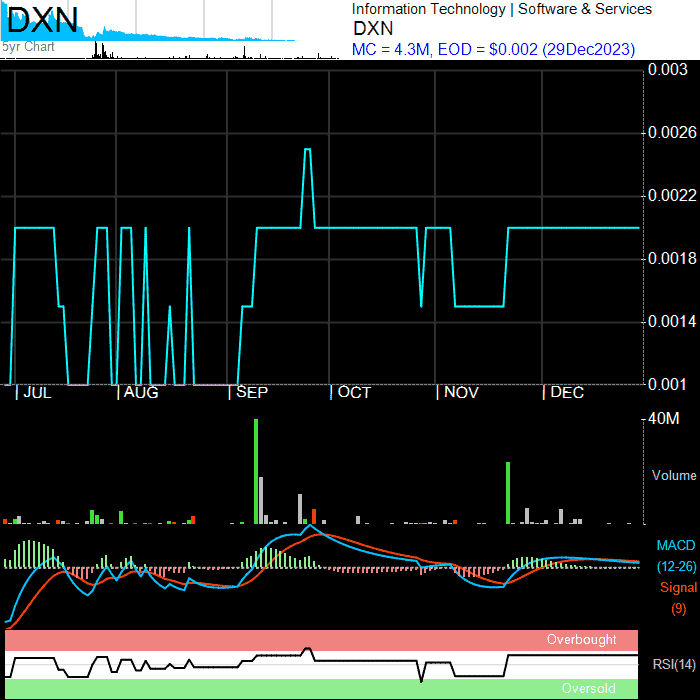 DXN
5yr Chart
Information Technology | Software & Services
DXN
MC = 4.3M, EOD = $0.002 (29Dec2023)
0.003
0.0026
0.0022
0.0018
0.0014
0.001
JUL AUG SEP OCT NOV DEC
40M
Volume
MACD
(12-26)
Signal
(9)
Overbought
RSI(14)
Oversold